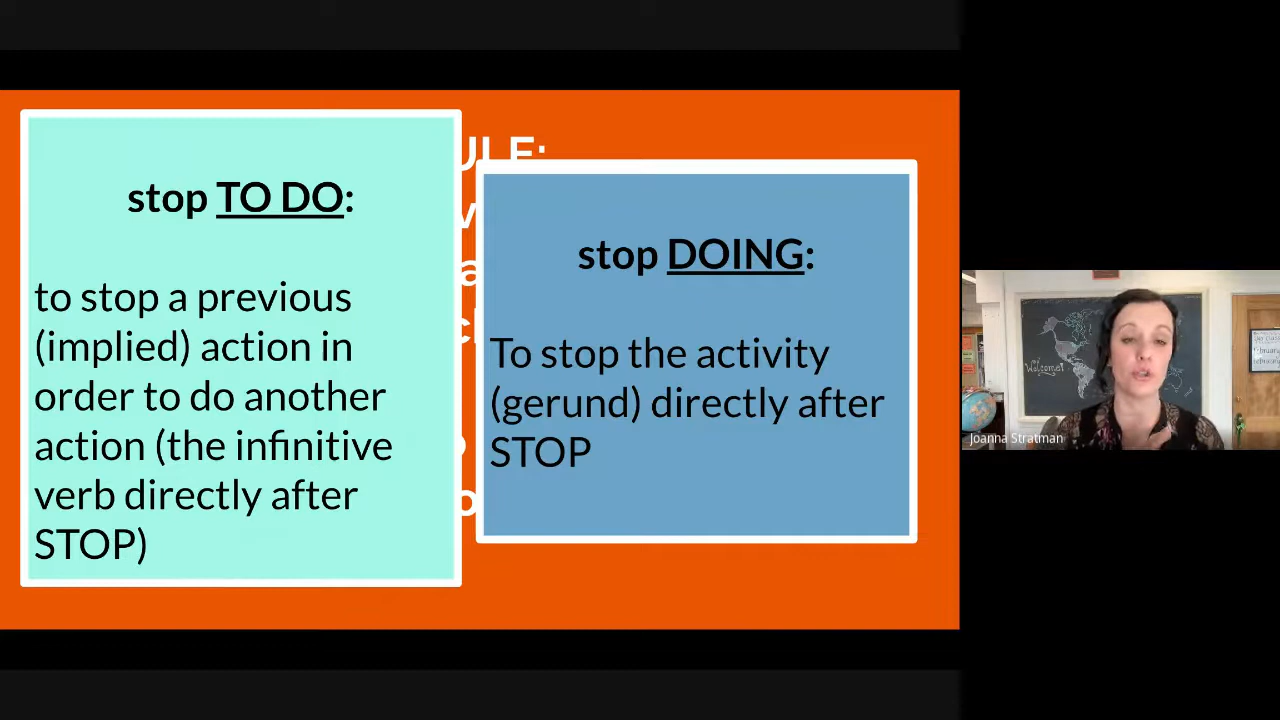 stop TO DO:
to stop a previous
(implied) action in
order to do another
action (the infinitive
verb directly after
STOP)
stop DOING:
To stop the activity
(gerund) directly after
STOP
Welcome!
Joanna Stratman